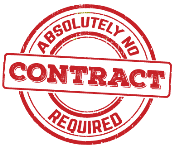 ABSOLUTELY NO
CONTRACT
REQUIRED